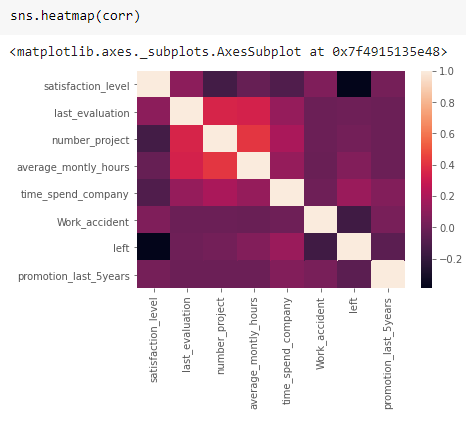 sns.heatmap(corr)
<matplotlib.axes._subplots.AxesSubplot at 0x7f4915135e48>
satisfaction_level
last_evaluation
number_project
average_montly_hours
time_spend_company
Work_accident
left
promotion_last_5years
satisfaction_level
last_evaluation
number_project
average_montly_hours
time_spend_company
Work_accident
left
promotion_last_5years
1.0
0.8
0.6
0.4
0.2
0.0
−0.2